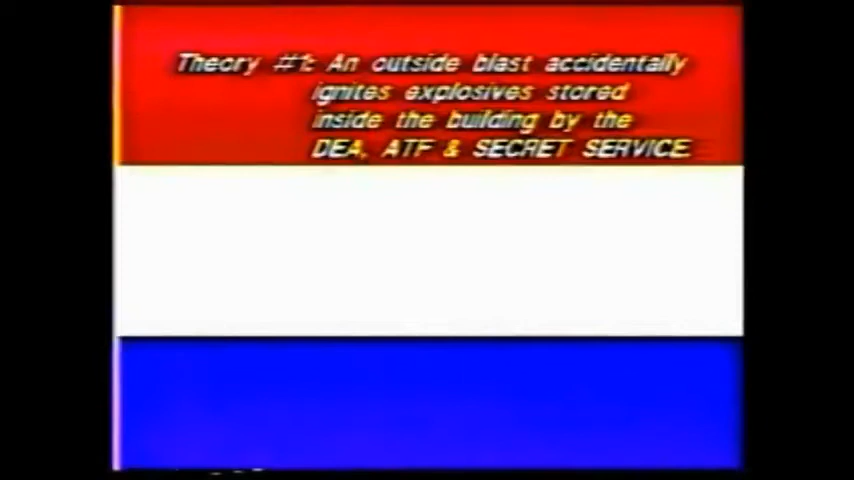 Theory #1: An outside blast accidentally
ignites explosives stored
inside the building by the
DEA, ATF & SECRET SERVICE.